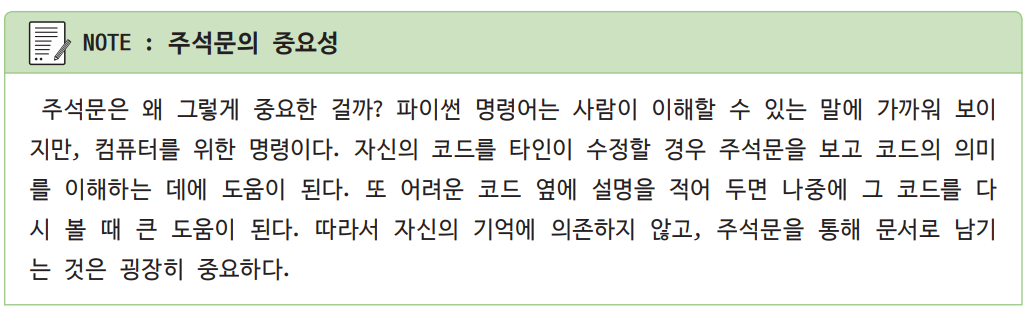 NOTE : 주석문의 중요성
주석문은 왜 그렇게 중요한 걸까? 파이썬 명령어는 사람이 이해할 수 있는 말에 가까워 보이
지만, 컴퓨터를 위한 명령이다. 자신의 코드를 타인이 수정할 경우 주석문을 보고 코드의 의미
를 이해하는 데에 도움이 된다. 또 어려운 코드 옆에 설명을 적어 두면 나중에 그 코드를 다
시 볼 때 큰 도움이 된다. 따라서 자신의 기억에 의존하지 않고, 주석문을 통해 문서로 남기
는 것은 굉장히 중요하다.